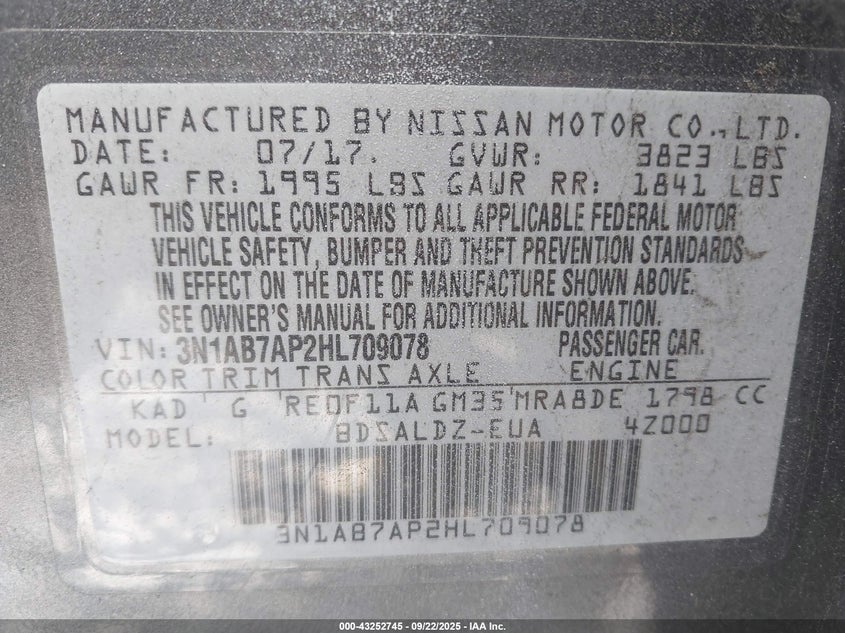 MANUFACTURED BY NISSAN MOTOR CO., LTD.
DATE: 07/17. GVWR: 3823 LBS
GAWR FR: 1995 LBS GAWR RR: 1841 LBS
THIS VEHICLE CONFORMS TO ALL APPLICABLE FEDERAL MOTOR
VEHICLE SAFETY, BUMPER AND THEFT PREVENTION STANDARDS
IN EFFECT ON THE DATE OF MANUFACTURE SHOWN ABOVE.
SEE OWNER'S MANUAL FOR ADDITIONAL INFORMATION.
VIN: 3N1AB7AP2HL709078 PASSENGER CAR.
COLOR TRIM TRANS AXLE ENGINE
KAD G RE0F11A GM35 MRA8DE 1798 CC
MODEL: BDSALDZ-EUA 4Z000
3N1AB7AP2HL709078
000-43252745 - 09/22/2025 - IAA Inc.